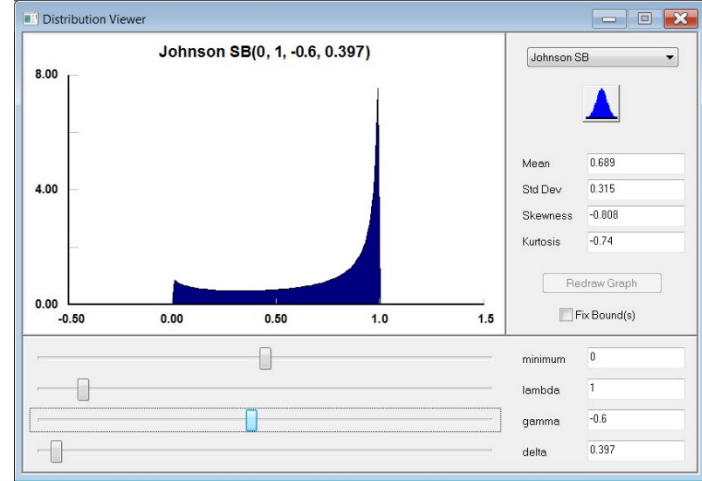 Distribution Viewer
Johnson SB(0, 1, -0.6, 0.397)
8.00
4.00
0.00
-0.50 0.00 0.50 1.0 1.5
Johnson SB
Mean 0.689
Std Dev 0.315
Skewness -0.808
Kurtosis -0.74
Redraw Graph
Fix Bound(s)
minimum 0
lambda 1
gamma -0.6
delta 0.397